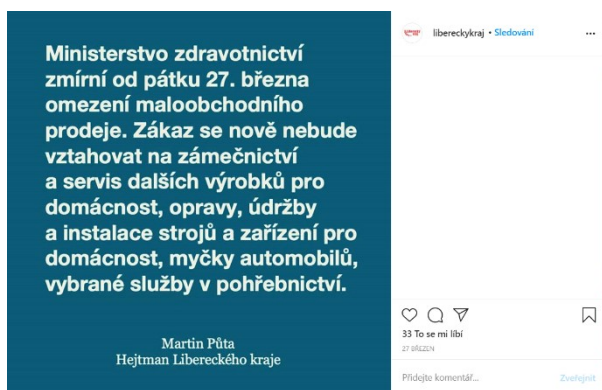 Ministerstvo zdravotnictví
zmírní od pátku 27. března
omezení maloobchodního
prodeje. Zákaz se nově nebude
vztahovat na zámečnictví
a servis dalších výrobků pro
domácnost, opravy, údržby
a instalace strojů a zařízení pro
domácnost, myčky automobilů,
vybrané služby v pohřebnictví.
Martin Půta
Hejtman Libereckého kraje
libereckykraj • Sledování
33 To se mi líbí
27 BŘEZEN
Přidejte komentář...
Zveřejnit